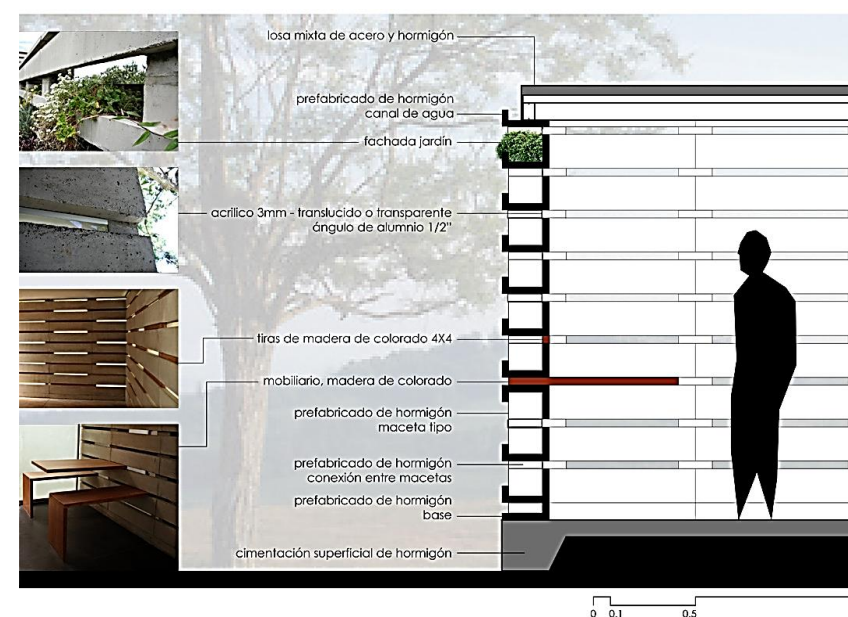 losa mixta de acero y hormigón
prefabricado de hormigón
canal de agua
fachada jardín
acrilico 3mm - translucido o transparente
ángulo de alumnio 1/2"
tiras de madera de colorado 4X4
mobiliario, madera de colorado
prefabricado de hormigón
maceta tipo
prefabricado de hormigón
conexión entre macetas
prefabricado de hormigón
base
cimentación superficial de hormigón
0 0.1 0.5